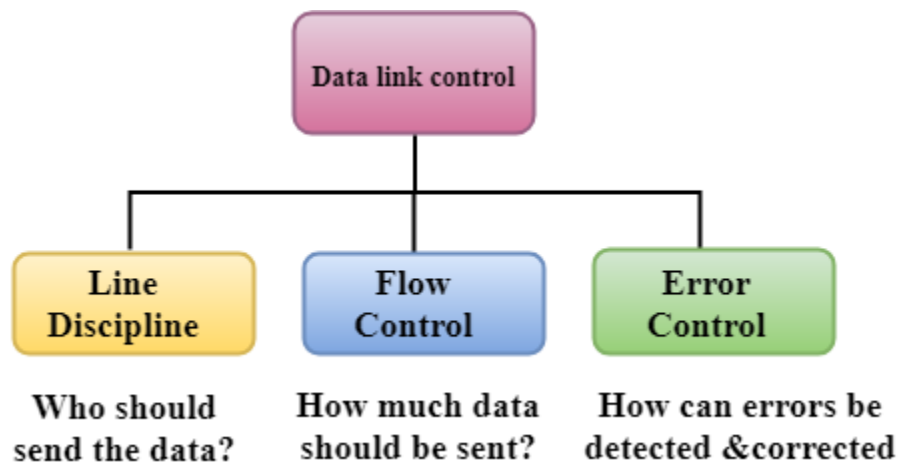 Data link control
Line
Discipline
Flow
Control
Error
Control
Who should
send the data?
How much data
should be sent?
How can errors be
detected &corrected